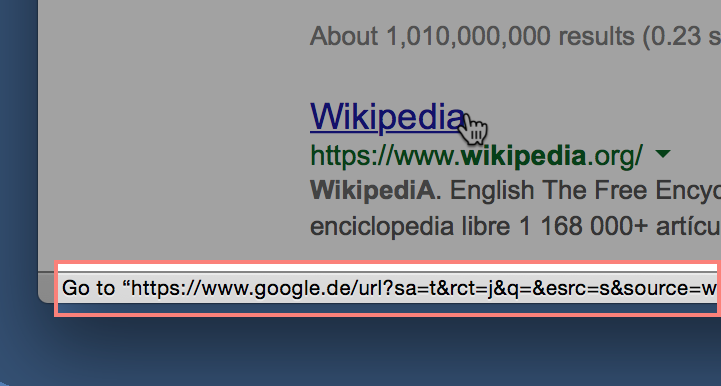 About 1,010,000,000 results (0.23 s
Wikipedia
https://www.wikipedia.org/
WikipediA. English The Free Ency
enciclopedia libre 1 168 000+ artícu
Go to “https://www.google.de/url?sa=t&rct=j&q=&esrc=s&source=w